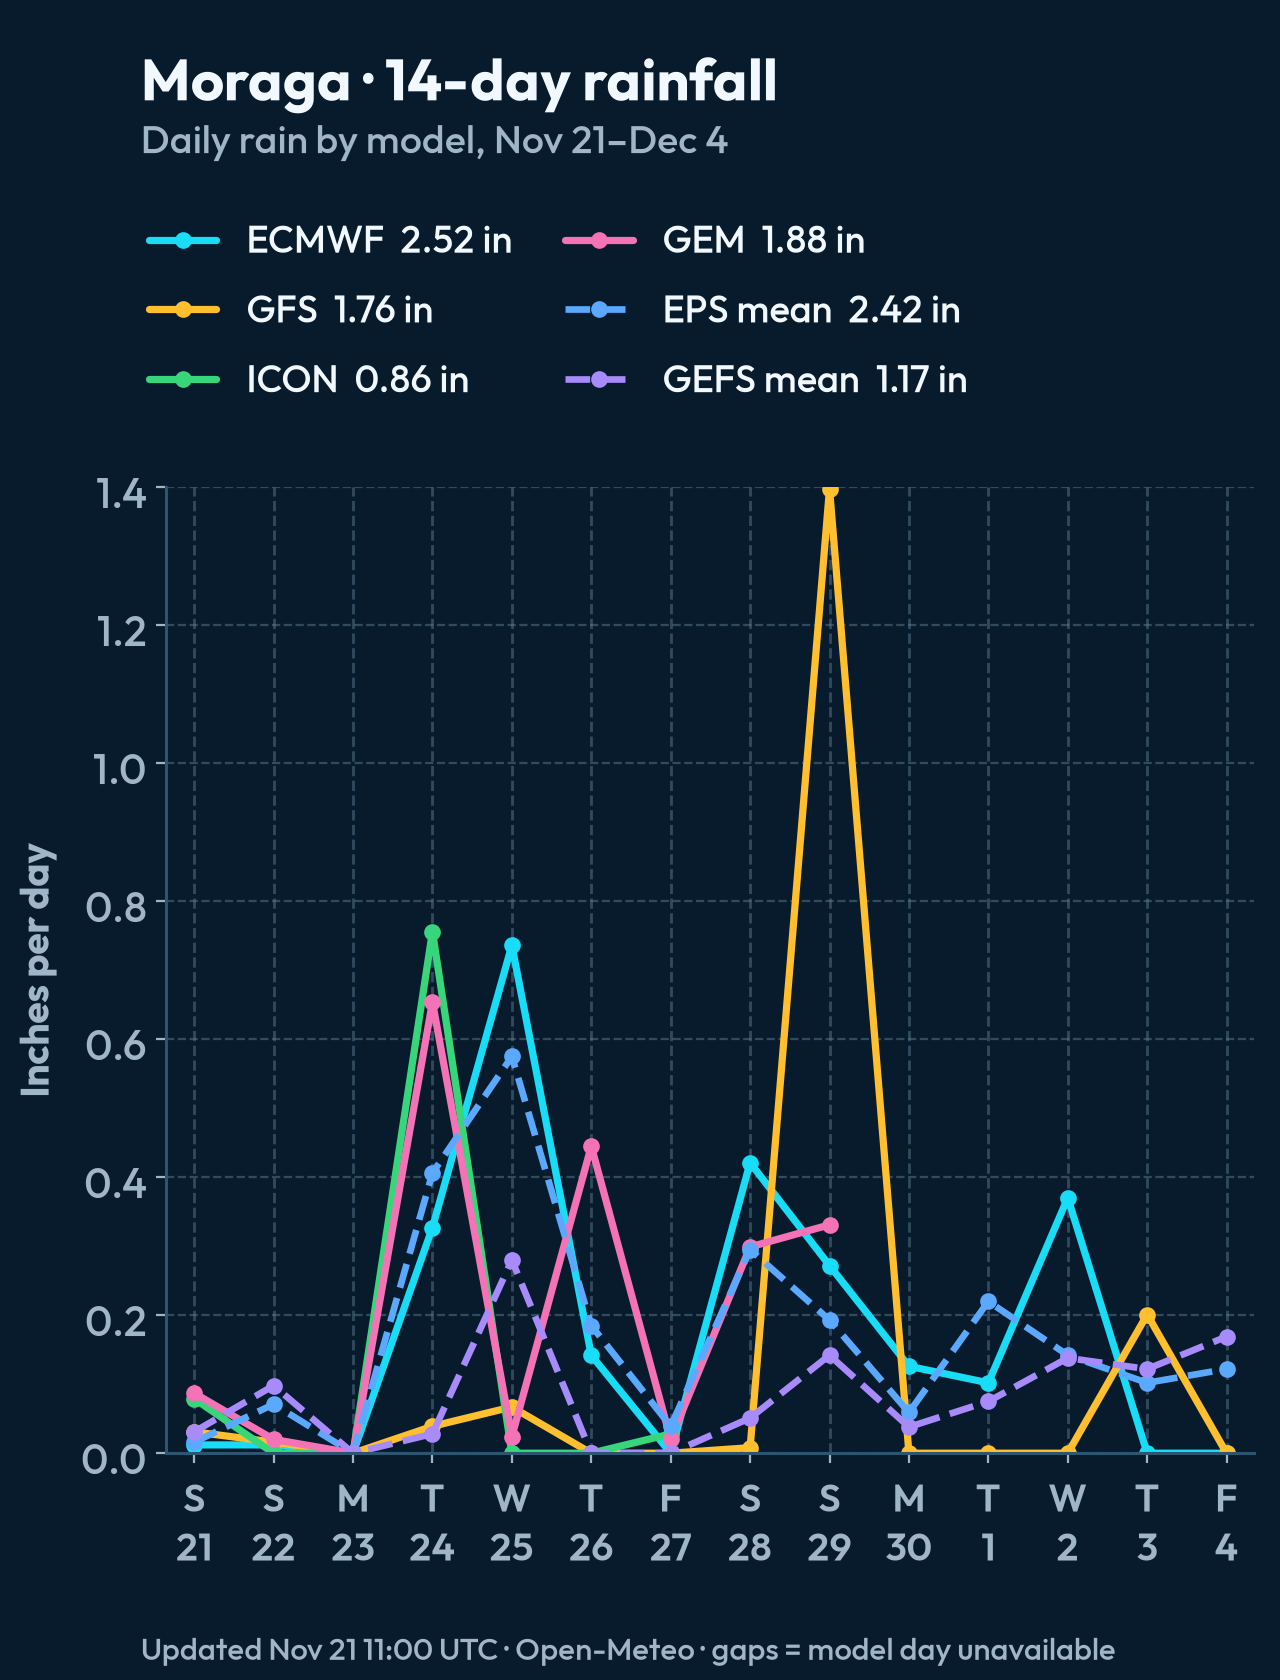 Moraga · 14-day rainfall
Daily rain by model, Nov 21–Dec 4
ECMWF 2.52 in
GEM 1.88 in
GFS 1.76 in
EPS mean 2.42 in
ICON 0.86 in
GEFS mean 1.17 in
Inches per day
1.4
1.2
1.0
0.8
0.6
0.4
0.2
0.0
S S M T W T F S S M T W T F
21 22 23 24 25 26 27 28 29 30 1 2 3 4
Updated Nov 21 11:00 UTC · Open-Meteo · gaps = model day unavailable